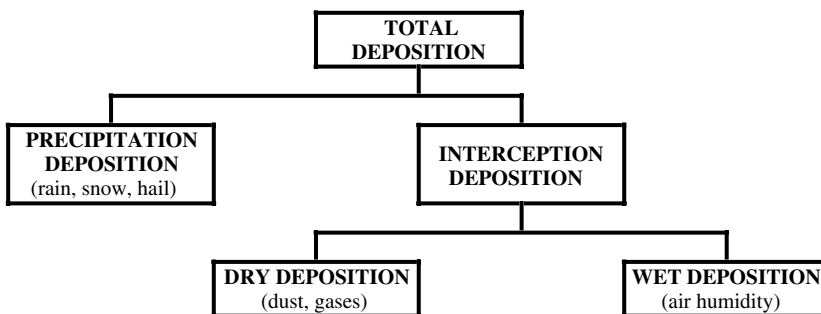 TOTAL
DEPOSITION
PRECIPITATION
DEPOSITION
(rain, snow, hail)
INTERCEPTION
DEPOSITION
DRY DEPOSITION
(dust, gases)
WET DEPOSITION
(air humidity)